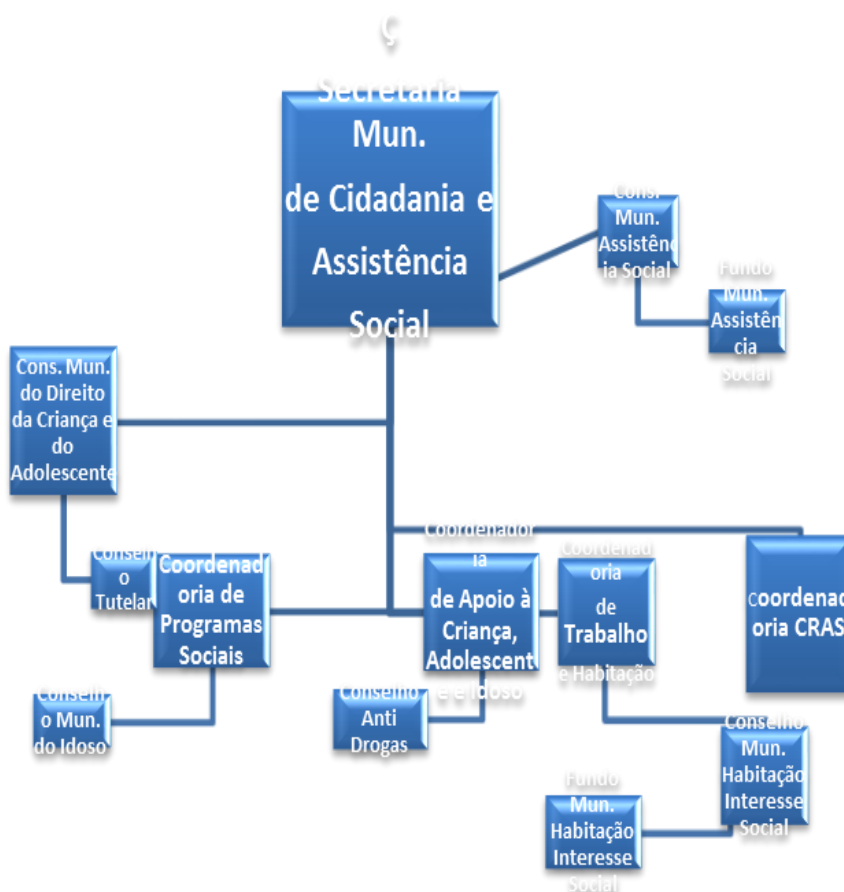 Ç
Secretaria
Mun.
de Cidadania e
Assistência
Social
Cons.
Mun.
Assistênc
ia Social
Fundo
Mun.
Assistên
cia
Social
Cons. Mun.
do Direito
da Criança e
do
Adolescente
Conselh
o
Tutelar
Coordenad
oria de
Programas
Sociais
Coordenador
ia
de Apoio à
Criança,
Adolescent
e e Idoso
Coordenad
oria
de
Trabalho
e Habitação
Coordenad
oria CRAS
Conselh
o Mun.
do Idoso
Conselho
Anti
Drogas
Conselho
Mun.
Habitação
Interesse
Social
Fundo
Mun.
Habitação
Interesse
Social